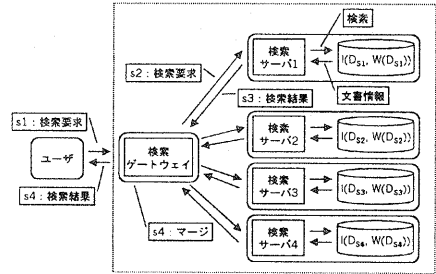 検索
検索
サーバ1
I(DS1, W(DS1))
s2：検索要求
s3：検索結果
文書情報
s1：検索要求
検索
サーバ2
I(DS2, W(DS2))
ユーザ
検索
ゲートウェイ
s4：検索結果
検索
サーバ3
I(DS3, W(DS3))
s4：マージ
検索
サーバ4
I(DS4, W(DS4))